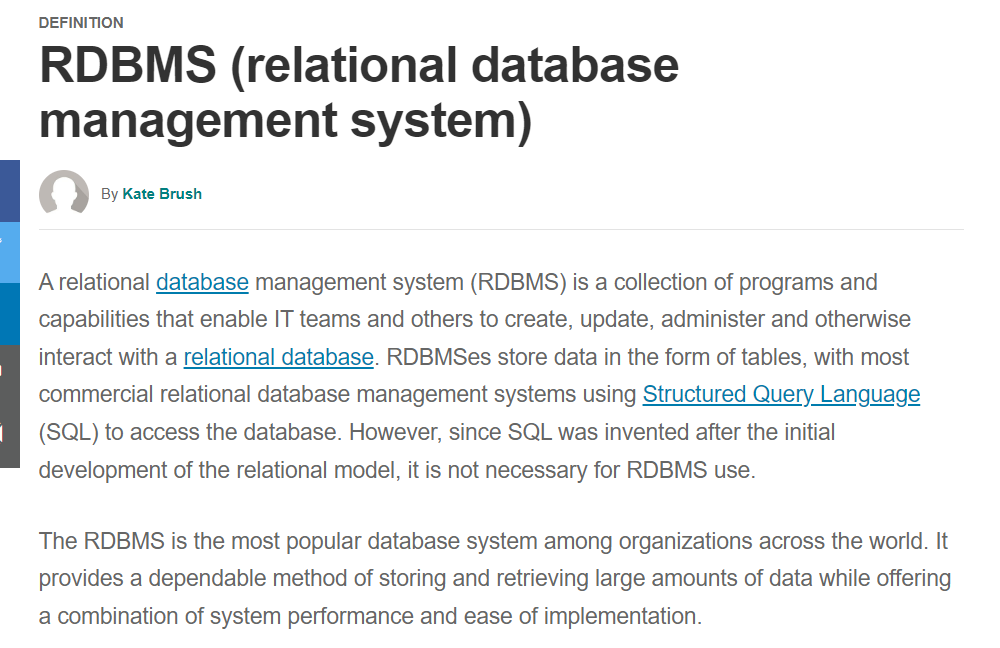 DEFINITION
RDBMS (relational database
management system)
By Kate Brush
A relational database management system (RDBMS) is a collection of programs and
capabilities that enable IT teams and others to create, update, administer and otherwise
interact with a relational database. RDBMSes store data in the form of tables, with most
commercial relational database management systems using Structured Query Language
(SQL) to access the database. However, since SQL was invented after the initial
development of the relational model, it is not necessary for RDBMS use.
The RDBMS is the most popular database system among organizations across the world. It
provides a dependable method of storing and retrieving large amounts of data while offering
a combination of system performance and ease of implementation.